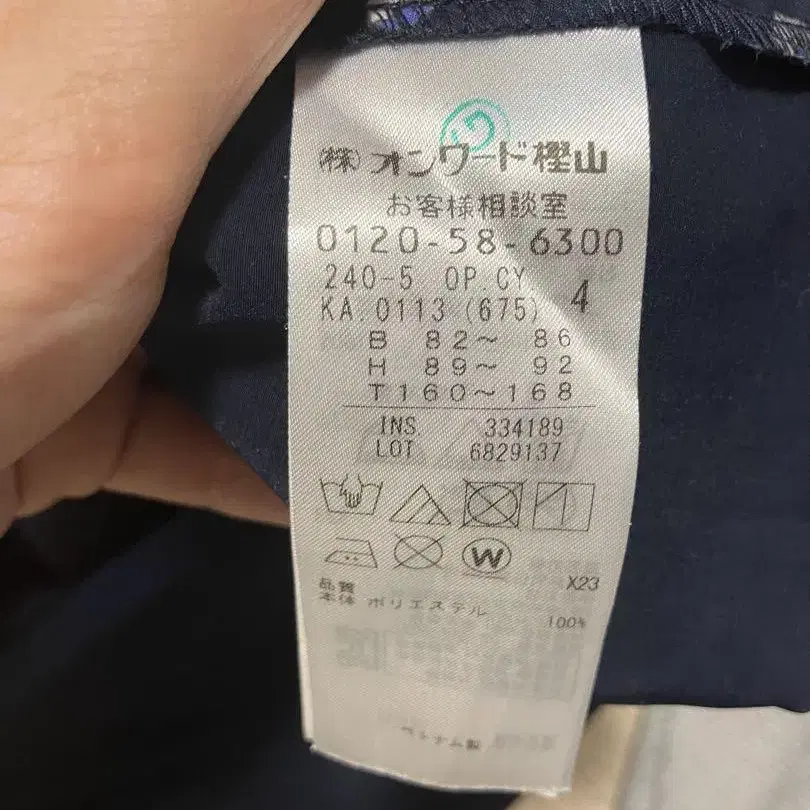 (株)オンワード樫山
お客様相談室
0120-58-6300
240-5 OP.CY
KA.0113 (675) 4
B 82〜 86
H 89〜 92
T160〜168
INS 334189
LOT 6829137
W
X23
品質
本体 ポリエステル 100%
ベトナム製